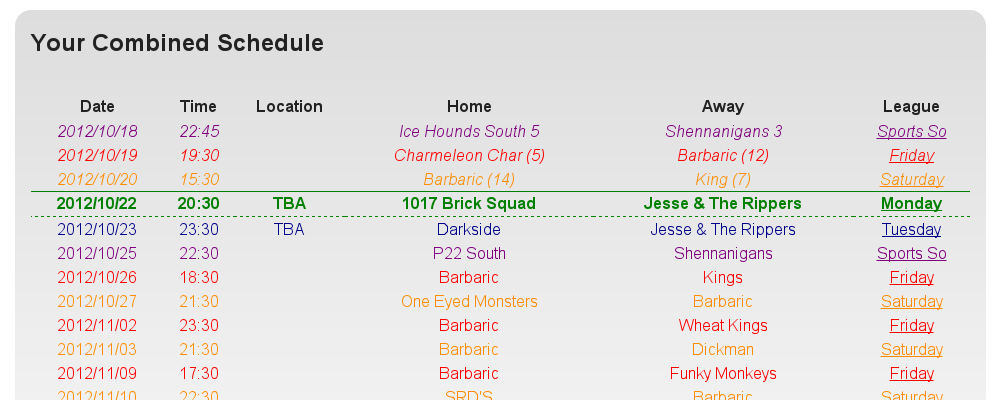 Your Combined Schedule
Date Time Location Home Away League
2012/10/18 22:45 Ice Hounds South 5 Shennanigans 3 Sports So
2012/10/19 19:30 Charmeleon Char (5) Barbaric (12) Friday
2012/10/20 15:30 Barbaric (14) King (7) Saturday
2012/10/22 20:30 TBA 1017 Brick Squad Jesse & The Rippers Monday
2012/10/23 23:30 TBA Darkside Jesse & The Rippers Tuesday
2012/10/25 22:30 P22 South Shennanigans Sports So
2012/10/26 18:30 Barbaric Kings Friday
2012/10/27 21:30 One Eyed Monsters Barbaric Saturday
2012/11/02 23:30 Barbaric Wheat Kings Friday
2012/11/03 21:30 Barbaric Dickman Saturday
2012/11/09 17:30 Barbaric Funky Monkeys Friday
2012/11/10 22:30 SRD'S Barbaric Saturday